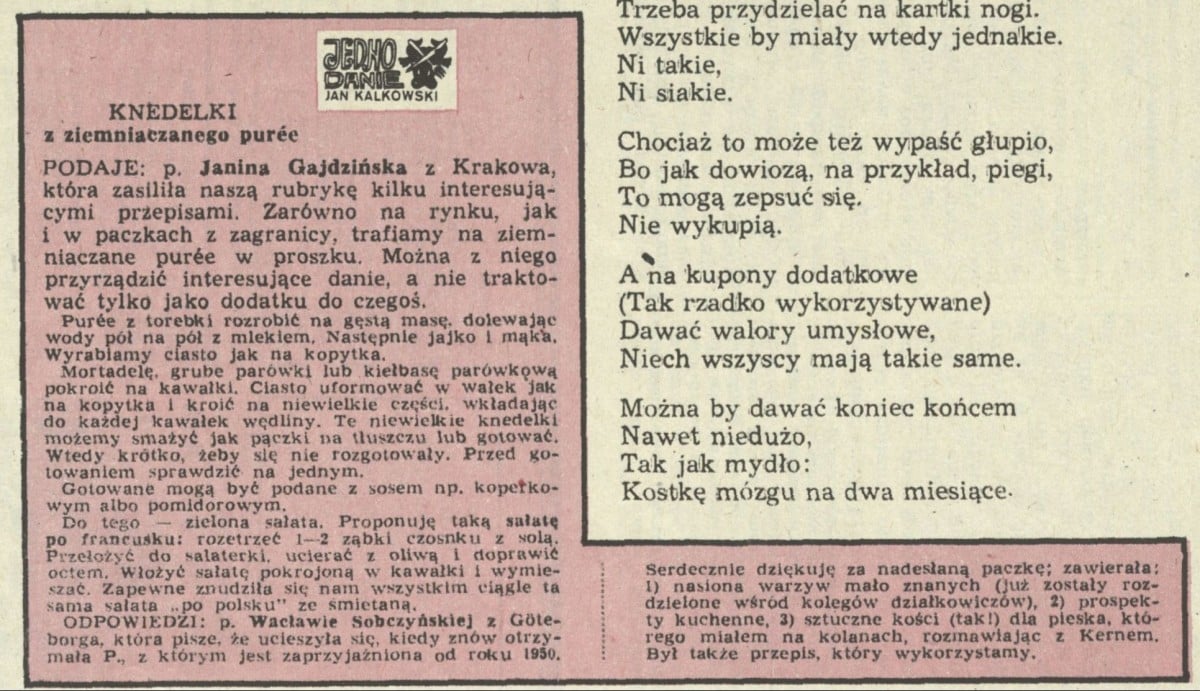 JEDNO
DANIE
JAN KALKOWSKI
KNEDELKI
z ziemniaczanego purée
PODAJE: p. Janina Gajdzińska z Krakowa,
która zasiliła naszą rubrykę kilku interesują-
cymi przepisami. Zarówno na rynku, jak
i w paczkach z zagranicy, trafiamy na ziem-
niaczane purée w proszku. Można z niego
przyrządzić interesujące danie, a nie trakto-
wać tylko jako dodatku do czegoś.
Purée z torebki rozrobić na gęstą masę, dolewając
wody pół na pół z mlekiem. Następnie jajko i mąka.
Wyrabiamy ciasto jak na kopytka.
Mortadelę, grube parówki lub kiełbasę parówkową
pokroić na kawałki. Ciasto uformować w wałek jak
na kopytka i kroić na niewielkie części, wkładając
do każdej kawałek wędliny. Te niewielkie knedelki
możemy smażyć jak pączki na tłuszczu lub gotować.
Wtedy krótko, żeby się nie rozgotowały. Przed go-
towaniem sprawdzić na jednym.
Gotowane mogą być podane z sosem np. koperko-
wym albo pomidorowym.
Do tego — zielona sałata. Proponuję taką sałatę
po francusku: rozetrzeć 1—2 ząbki czosnku z solą.
Przełożyć do salaterki, ucierać z oliwą i doprawić
octem. Włożyć sałatę pokrojoną w kawałki i wymie-
szać. Zapewne znudziła się nam wszystkim ciągle ta
sama sałata „po polsku" ze śmietaną.
ODPOWIEDZI: p. Wacławie Sobczyńskiej z Göte-
borga, która pisze, że ucieszyła się, kiedy znów otrzy-
mała P., z którym jest zaprzyjaźniona od roku 1950.
Serdecznie dziękuję za nadesłaną paczkę; zawierała:
1) nasiona warzyw mało znanych (już zostały roz-
dzielone wśród kolegów działkowiczów), 2) prospek-
ty kuchenne, 3) sztuczne kości (tak!) dla pieska, któ-
rego miałem na kolanach, rozmawiając z Kernem.
Był także przepis, który wykorzystamy.
Trzeba przydzielać na kartki nogi.
Wszystkie by miały wtedy jednakie.
Ni takie,
Ni siakie.
Chociaż to może też wypaść głupio,
Bo jak dowiozą, na przykład, piegi,
To mogą zepsuć się.
Nie wykupią.
A na kupony dodatkowe
(Tak rzadko wykorzystywane)
Dawać walory umysłowe,
Niech wszyscy mają takie same.
Można by dawać koniec końcem
Nawet niedużo,
Tak jak mydło:
Kostkę mózgu na dwa miesiące.